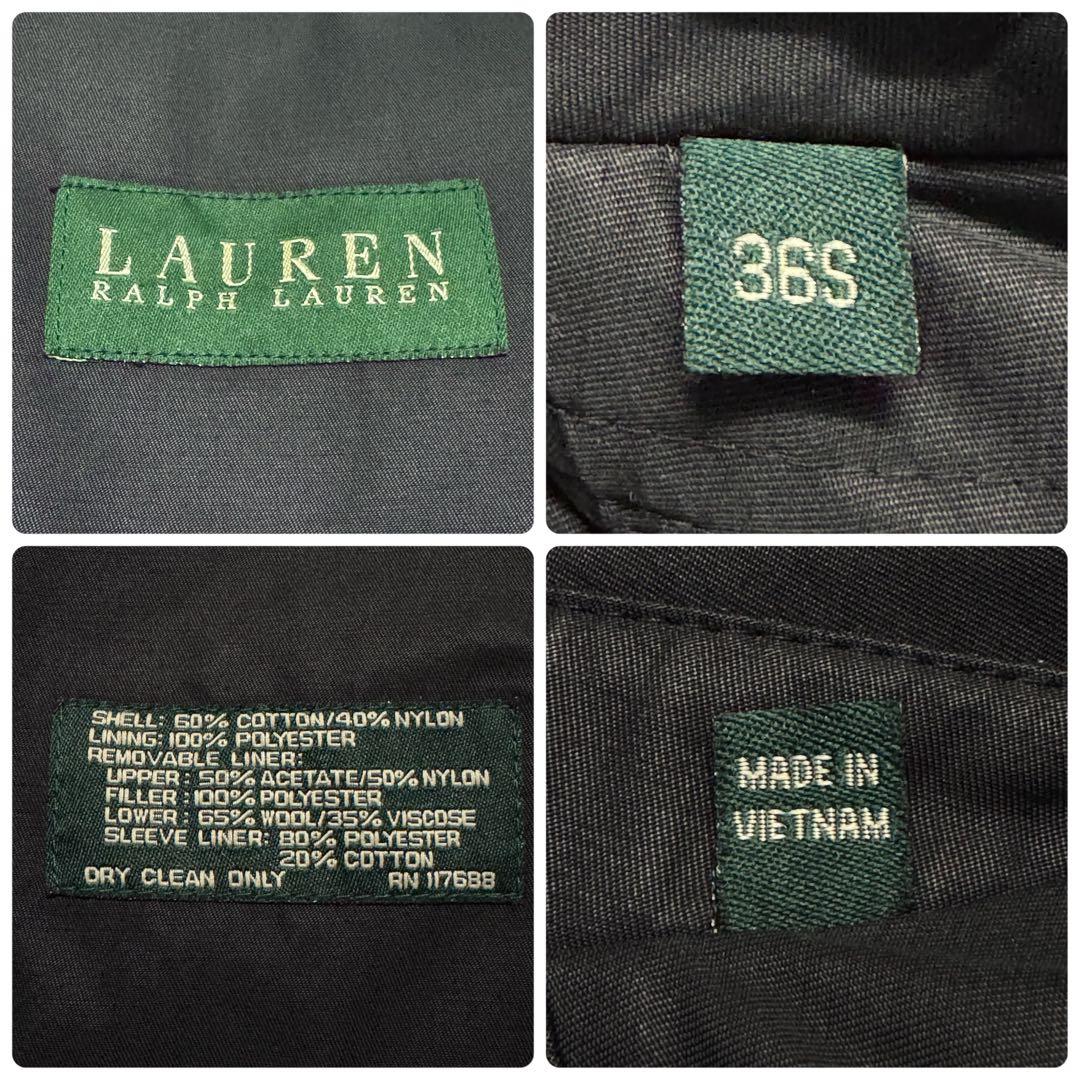 LAUREN
RALPH LAUREN
36S
SHELL: 60% COTTON/40% NYLON
LINING: 100% POLYESTER
REMOVABLE LINER:
UPPER: 50% ACETATE/50% NYLON
FILLER: 100% POLYESTER
LOWER: 65% WOOL/35% VISCOSE
SLEEVE LINER: 80% POLYESTER
20% COTTON
DRY CLEAN ONLY RN 117688
MADE IN
VIETNAM